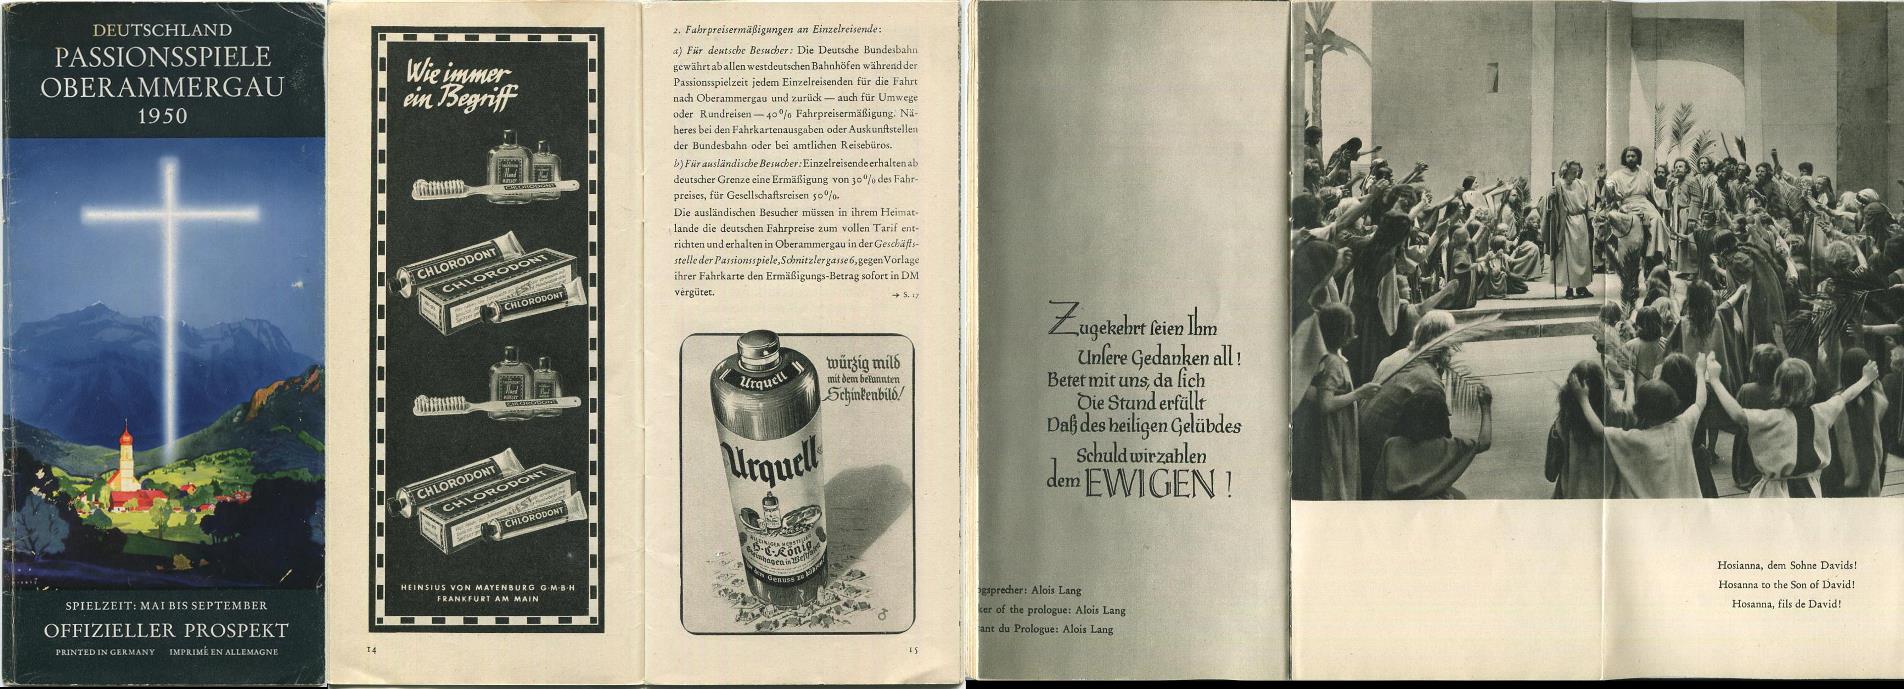 DEUTSCHLAND
PASSIONSSPIELE
OBERAMMERGAU
1950
SPIELZEIT: MAI BIS SEPTEMBER
OFFIZIELLER PROSPEKT
PRINTED IN GERMANY IMPRIMÉ EN ALLEMAGNE
Wie immer
ein Begriff
CHLORODONT
CHLORODONT
CHLORODONT
CHLORODONT
CHLORODONT
CHLORODONT
CHLORODONT
CHLORODONT
HEINSIUS VON MAYENBURG G·M·B·H
FRANKFURT AM MAIN
14
2. Fahrpreisermäßigungen an Einzelreisende:
a) Für deutsche Besucher: Die Deutsche Bundesbahn
gewährt ab allen westdeutschen Bahnhöfen während der
Passionsspielzeit jedem Einzelreisenden für die Fahrt
nach Oberammergau und zurück — auch für Umwege
oder Rundreisen — 40% Fahrpreisermäßigung. Nä-
heres bei den Fahrkartenausgaben oder Auskunftstellen
der Bundesbahn oder bei amtlichen Reisebüros.
b) Für ausländische Besucher: Einzelreisende erhalten ab
deutscher Grenze eine Ermäßigung von 30% des Fahr-
preises, für Gesellschaftsreisen 50%.
Die ausländischen Besucher müssen in ihrem Heimat-
lande die deutschen Fahrpreise zum vollen Tarif ent-
richten und erhalten in Oberammergau in der Geschäfts-
stelle der Passionsspiele, Schnitzlergasse 6, gegen Vorlage
ihrer Fahrkarte den Ermäßigungs-Betrag sofort in DM
vergütet.
→ S. 17
würzig mild
mit dem bekannten
Schinkenbild!
Urquell
Urquell
H·C·König
Steinhagen in Westfalen
15
Zugekehrt seien Ihm
Unsere Gedanken all!
Betet mit uns, da sich
Die Stund erfüllt
Daß des heiligen Gelübdes
Schuld wir zahlen
dem EWIGEN!
ogsprecher: Alois Lang
ker of the prologue: Alois Lang
ant du Prologue: Alois Lang
Hosianna, dem Sohne Davids!
Hosanna to the Son of David!
Hosanna, fils de David!